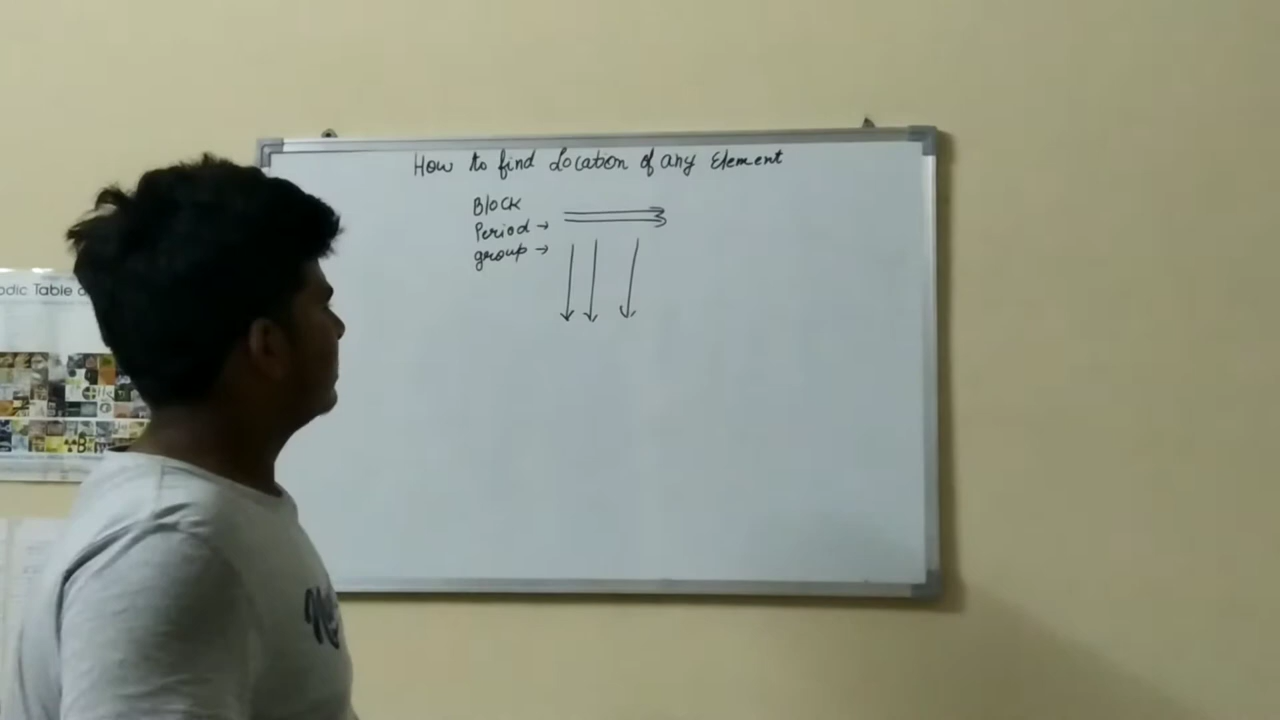 How to find Location of any Element
Block
Period →
group →
odic Table